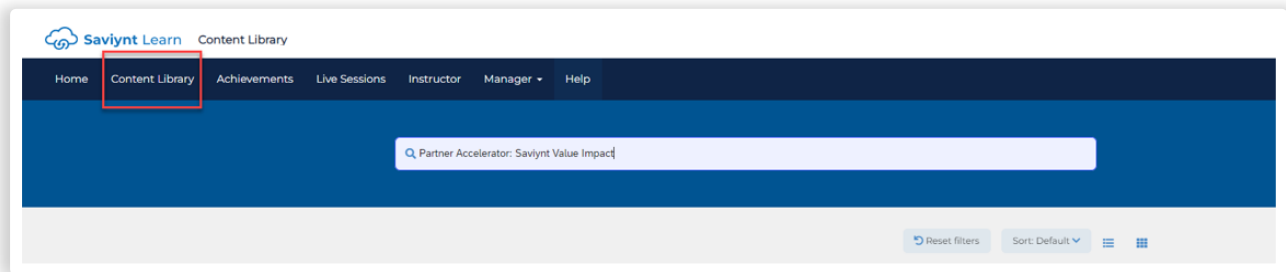 Saviynt Learn Content Library
Home Content Library Achievements Live Sessions Instructor Manager Help
Partner Accelerator: Saviynt Value Impact
Reset filters Sort: Default